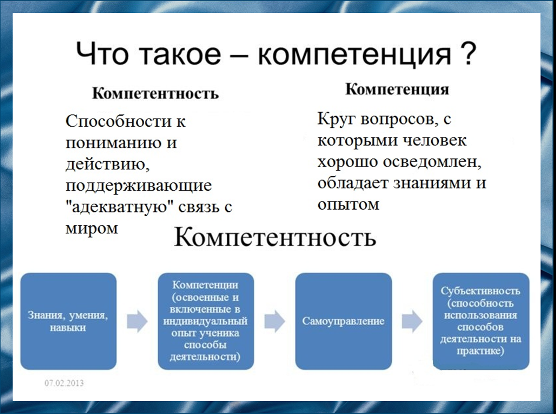 Что такое – компетенция ?
Компетентность
Способности к
пониманию и
действию,
поддерживающие
"адекватную" связь с
миром
Компетенция
Круг вопросов, с
которыми человек
хорошо осведомлен,
обладает знаниями и
опытом
Компетентность
Знания, умения,
навыки
Компетенции
(освоенные и
включенные в
индивидуальный
опыт ученика
способы
деятельности)
Самоуправление
Субъективность
(способность
использования
способов
деятельности на
практике)
07.02.2013